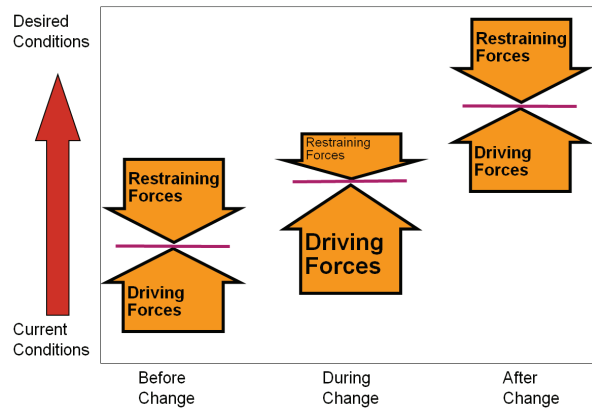 Desired
Conditions
Restraining
Forces
Restraining
Forces
Restraining
Forces
Driving
Forces
Driving
Forces
Driving
Forces
Current
Conditions
Before
Change
During
Change
After
Change